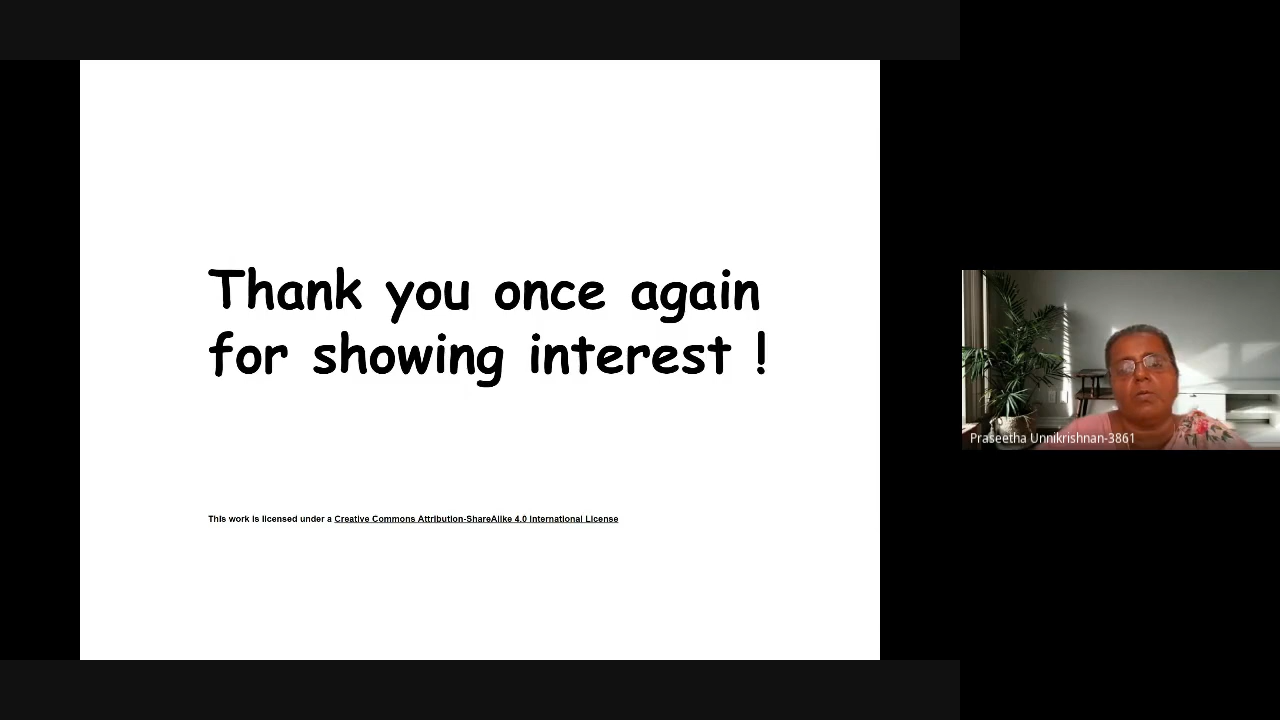 Thank you once again
for showing interest !
This work is licensed under a Creative Commons Attribution-ShareAlike 4.0 International License
Praseetha Unnikrishnan-3861